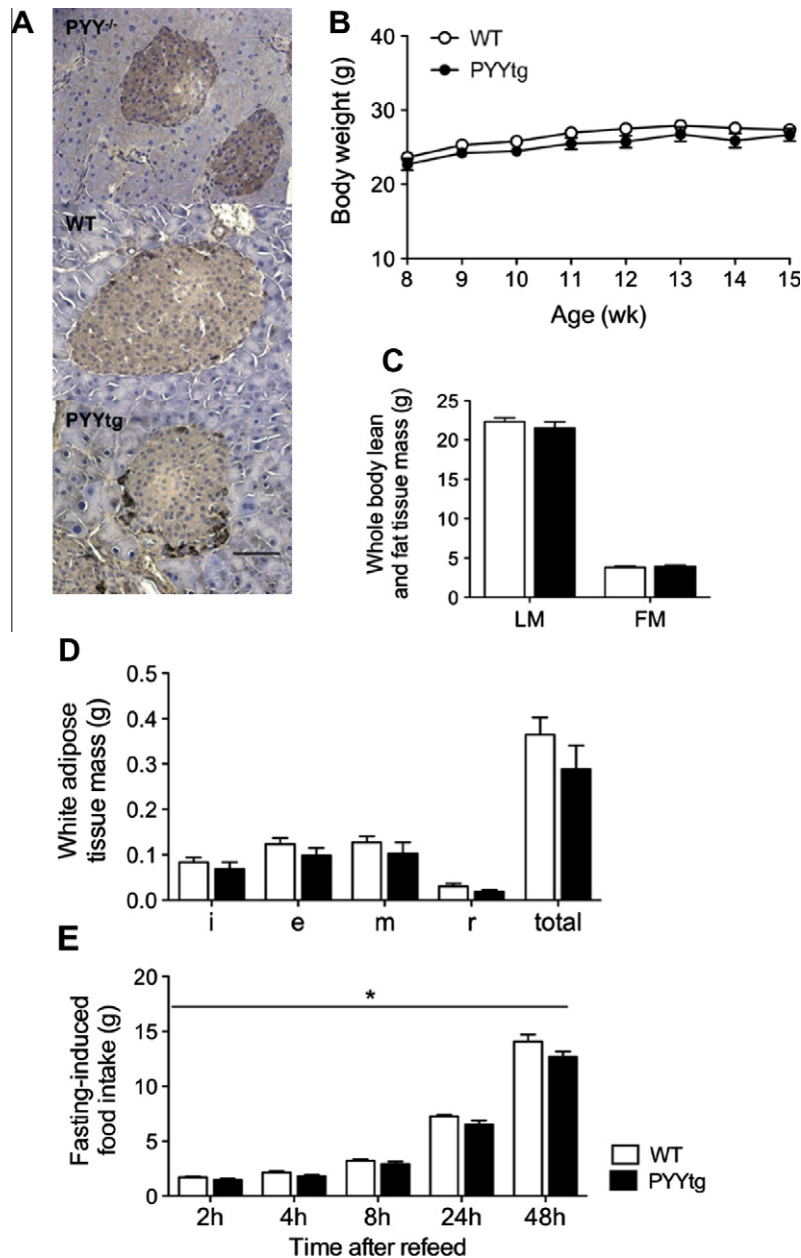 A
PYY-/-
WT
PYYtg
B
WT
PYYtg
Body weight (g)
40
30
20
10
8 9 10 11 12 13 14 15
Age (wk)
C
Whole body lean
and fat tissue mass (g)
25
20
15
10
5
0
LM FM
D
White adipose
tissue mass (g)
0.5
0.4
0.3
0.2
0.1
0.0
i e m r total
E
Fasting-induced
food intake (g)
20
15
10
5
0
*
2h 4h 8h 24h 48h
Time after refeed
WT
PYYtg